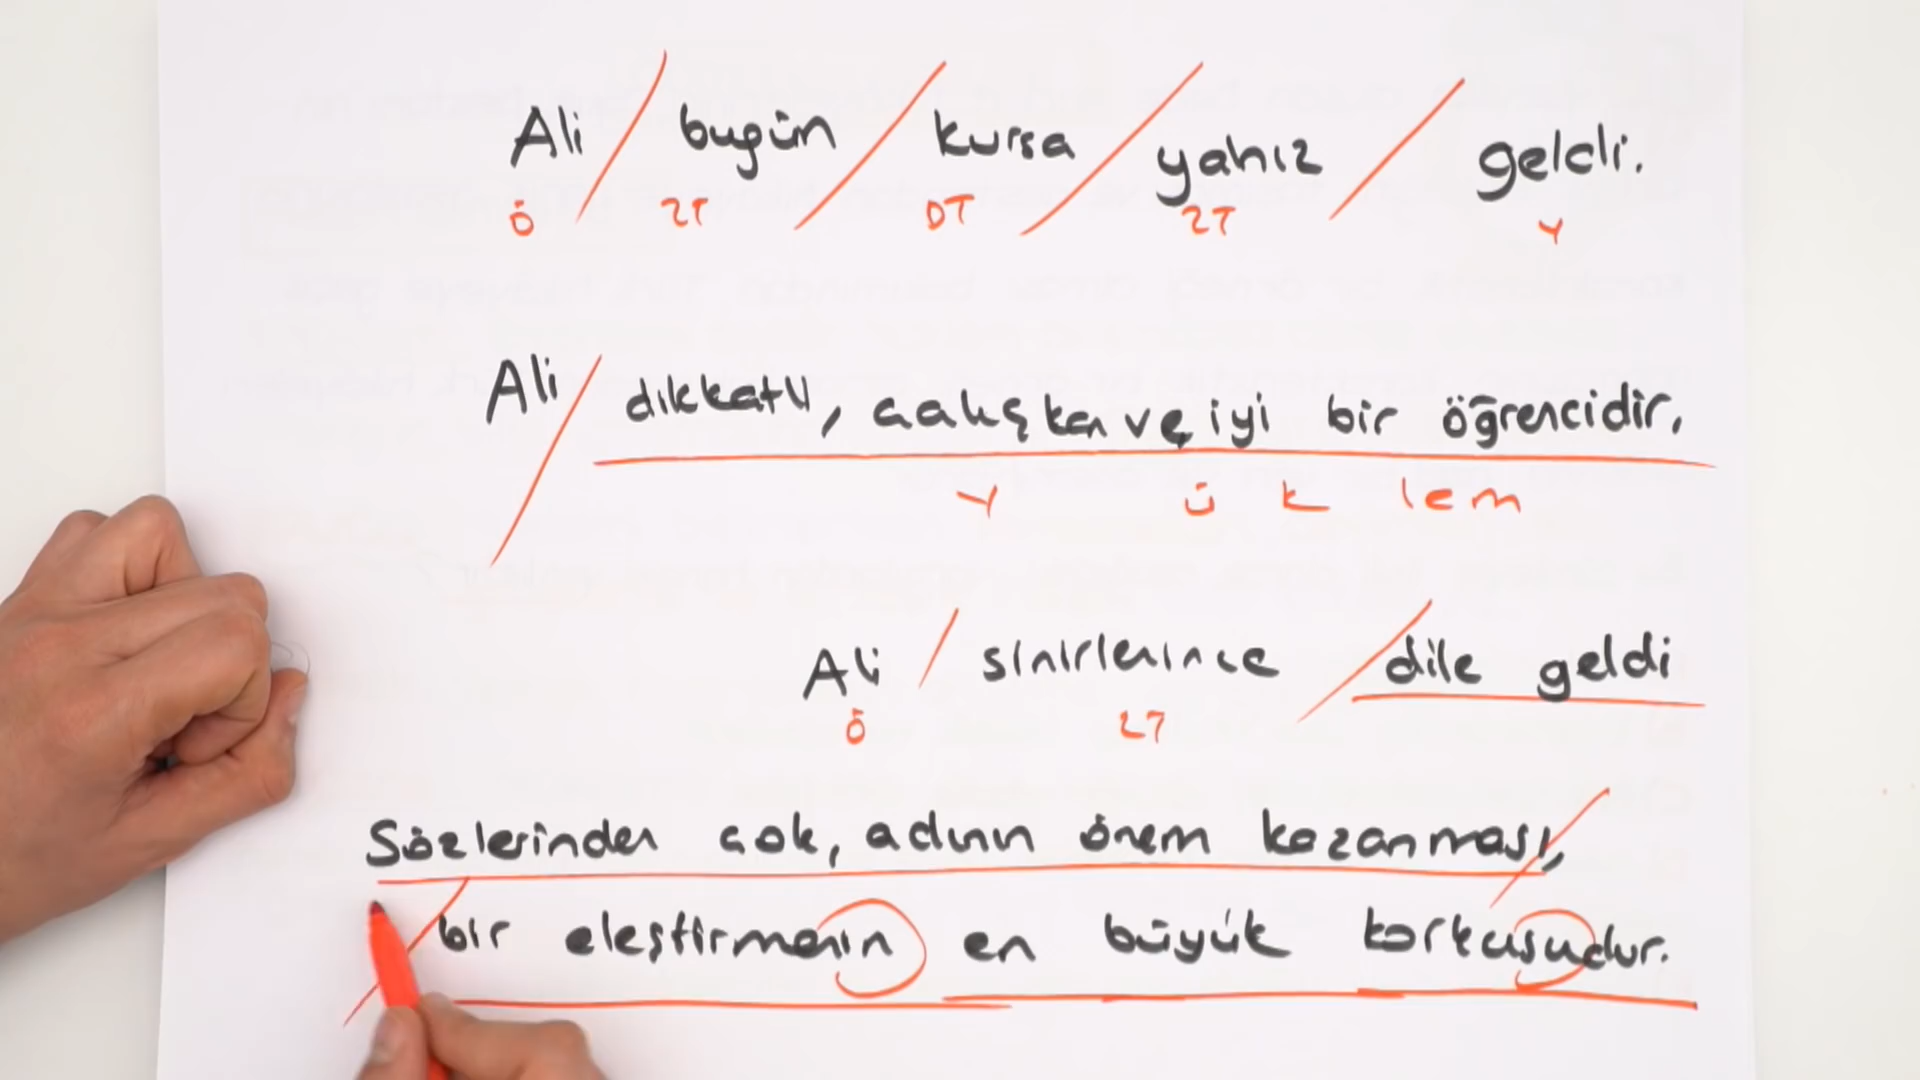 Ali / bugün / kursa / yalnız / geldi.
Ö ZT DT ZT Y
Ali / dikkatli, çalışkan ve iyi bir öğrencidir.
Y ü k lem
Ali / sinirlenince / dile geldi
Ö ZT
Sözlerinden çok, adının önem kazanması, /
/ bir eleştirmenin en büyük korkusudur.